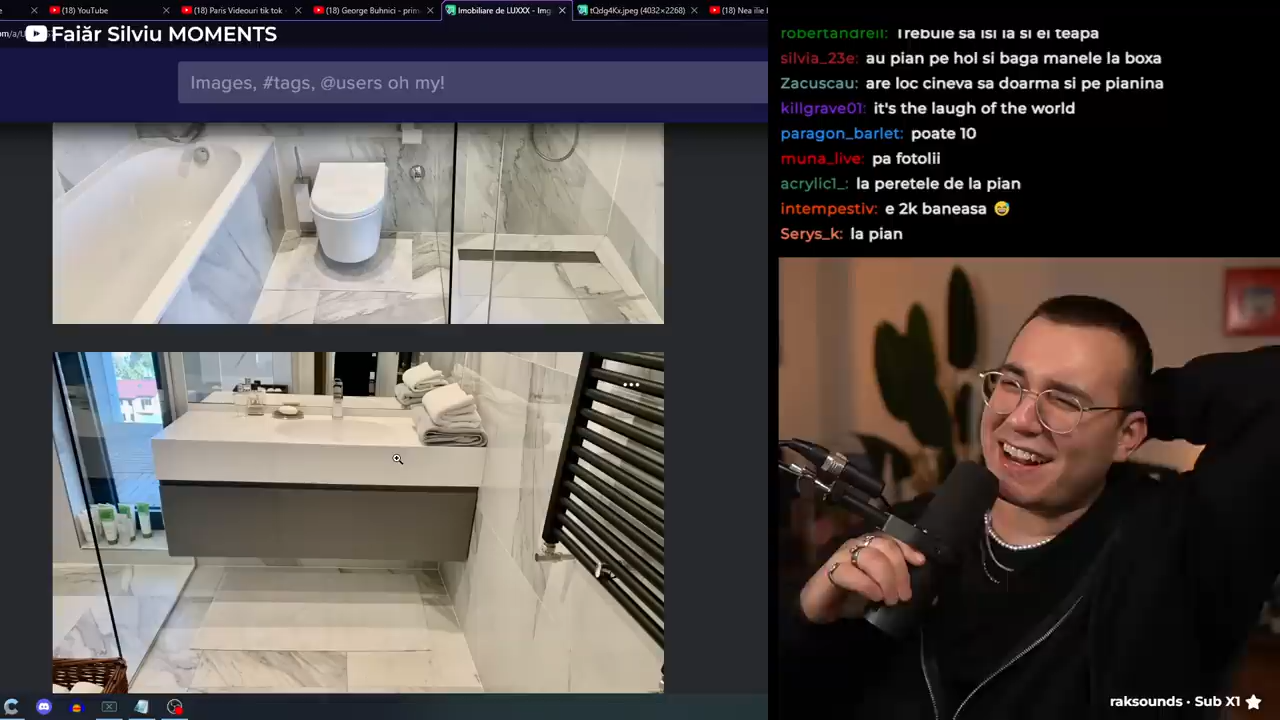 (18) YouTube
(18) Paris Videouri tik tok -
(18) George Buhnici - prim
Imobiliare de LUXXX - Img
tQdg4Kx.jpeg (4032×2268)
(18) Nea Ilie
Faiăr Silviu MOMENTS
Images, #tags, @users oh my!
robertandreii: Trebuie sa isi ia si ei teapa
silvia_23e: au pian pe hol si baga manele la boxa
Zacuscau: are loc cineva sa doarma si pe pianina
killgrave01: it's the laugh of the world
paragon_barlet: poate 10
muna_live: pa fotolii
acrylic1_: la peretele de la pian
intempestiv: e 2k baneasa 😅
Serys_k: la pian
raksounds · Sub X1